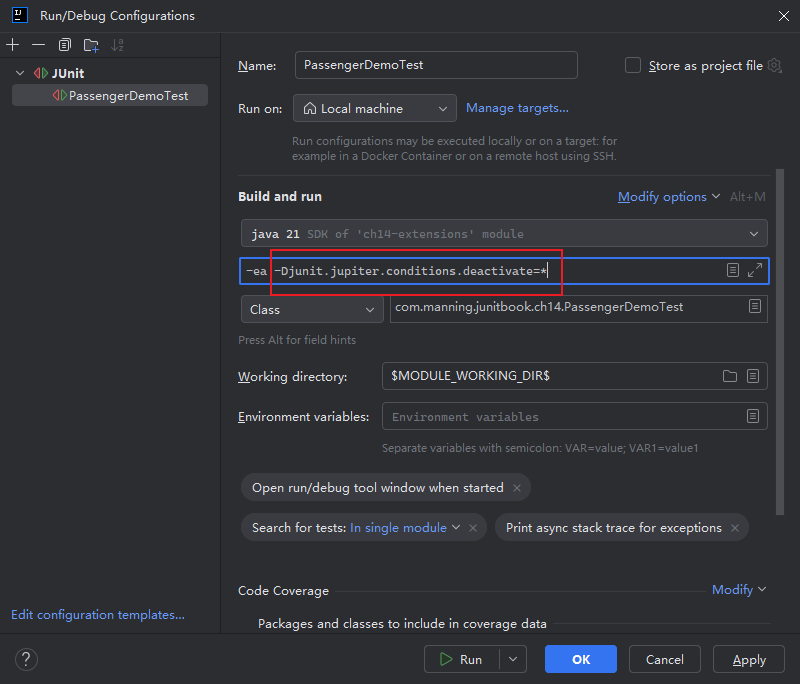 IJ Run/Debug Configurations
JUnit
PassengerDemoTest
Edit configuration templates...
Name: PassengerDemoTest Store as project file
Run on: Local machine Manage targets...
Run configurations may be executed locally or on a target: for
example in a Docker Container or on a remote host using SSH.
Build and run Modify options Alt+M
java 21 SDK of 'ch14-extensions' module
-ea -Djunit.jupiter.conditions.deactivate=*
Class com.manning.junitbook.ch14.PassengerDemoTest
Press Alt for field hints
Working directory: $MODULE_WORKING_DIR$
Environment variables: Environment variables
Separate variables with semicolon: VAR=value; VAR1=value1
Open run/debug tool window when started ×
Search for tests: In single module × Print async stack trace for exceptions ×
Code Coverage Modify
Packages and classes to include in coverage data
? Run OK Cancel Apply